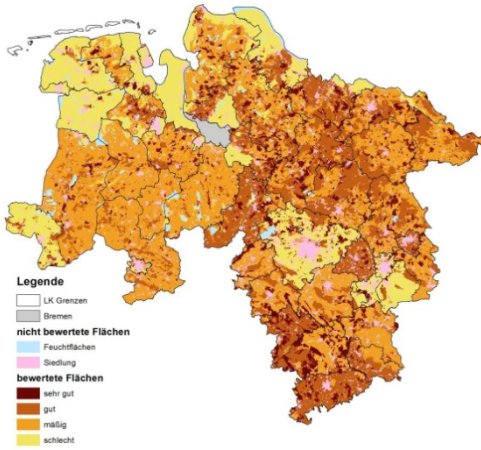 Legende
LK Grenzen
Bremen
nicht bewertete Flächen
Feuchtflächen
Siedlung
bewertete Flächen
sehr gut
gut
mäßig
schlecht